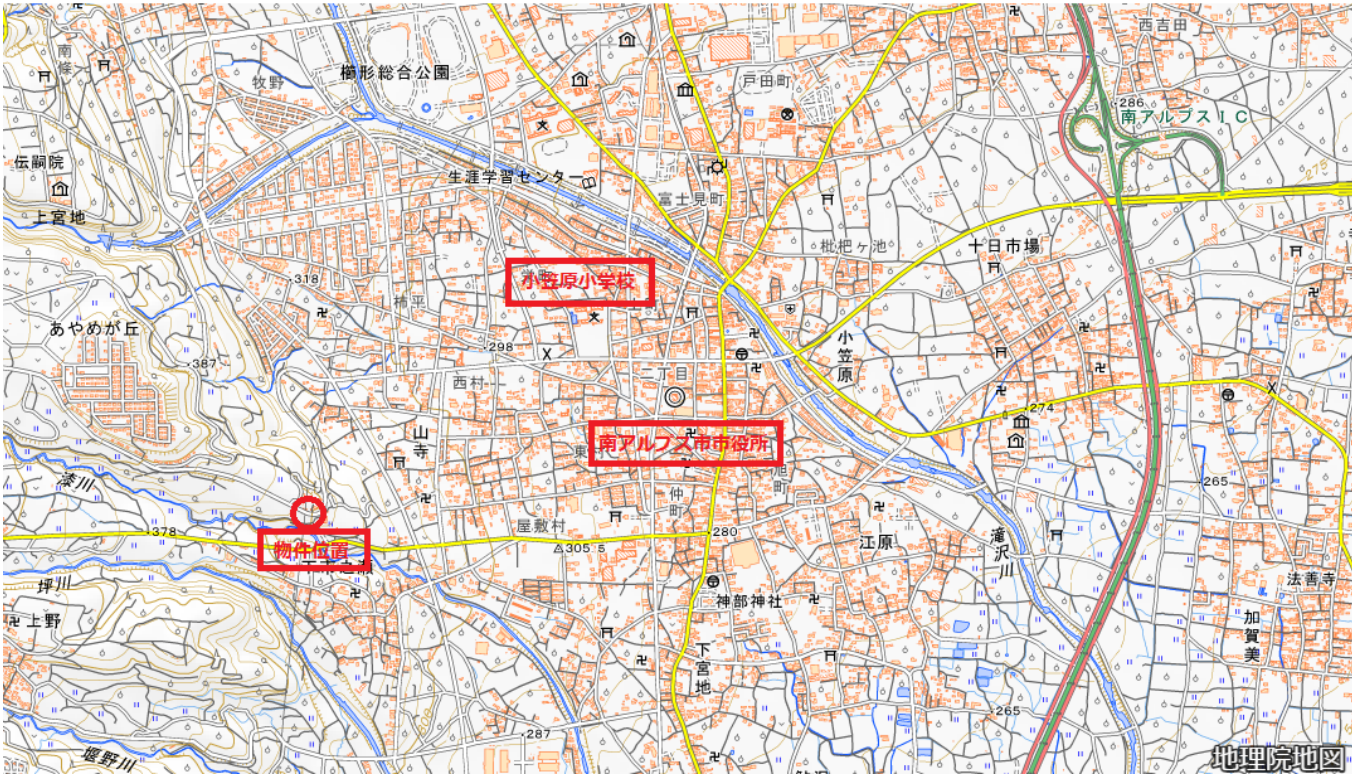 西吉田
南條
牧野
櫛形総合公園
戸田町
286
南アルプスIC
伝嗣院
生涯学習センター
275
富士見町
上宮地
枇杷ヶ池
十日市場
318
小笠原小学校
柿平
あやめが丘
298
小笠原
387
西村
二丁目
274
山寺
南アルプス市市役所
東
旭町
漆川
265
仲町
378
屋敷村
280
物件位置
305.5
江原
滝沢川
坪川
法善寺
上野
神部神社
加賀美
下宮地
265
287
堰野川
地理院地図